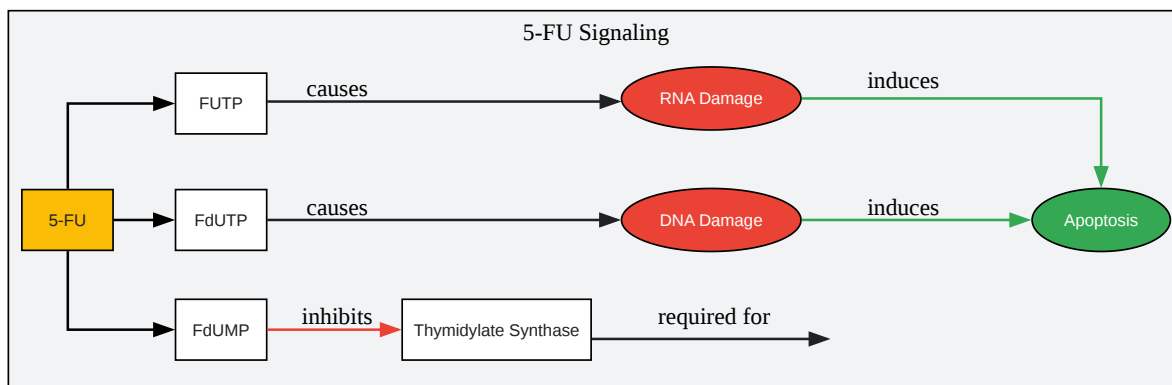 5-FU Signaling
FUTP
causes
RNA Damage
induces
5-FU
FdUTP
causes
DNA Damage
induces
Apoptosis
FdUMP
inhibits
Thymidylate Synthase
required for